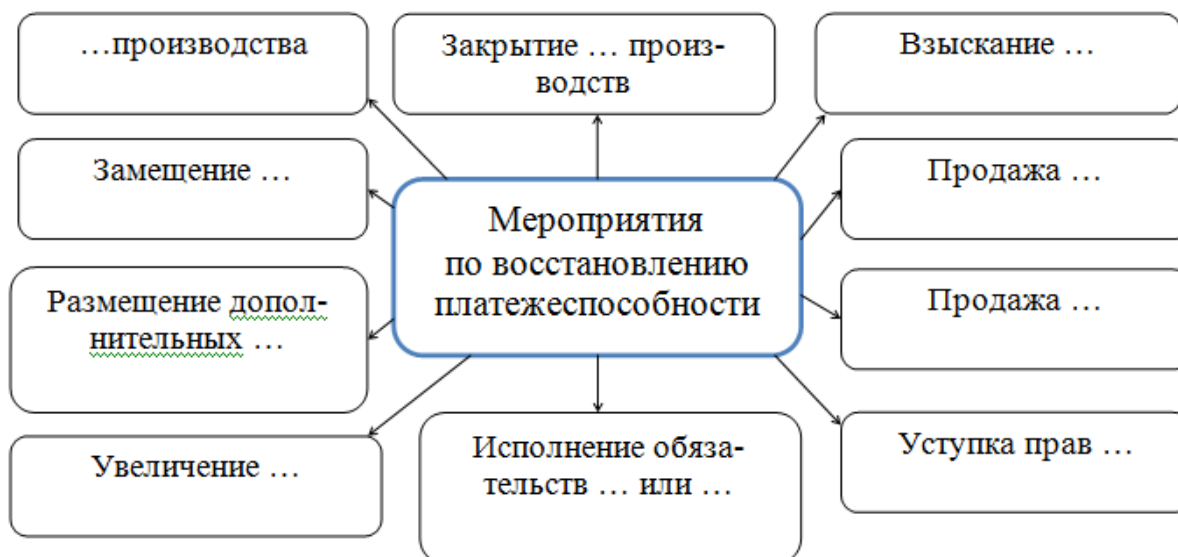 …производства
Закрытие … произ-
водств
Взыскание …
Замещение …
Продажа …
Мероприятия
по восстановлению
платежеспособности
Размещение допол-
нительных …
Продажа …
Увеличение …
Исполнение обяза-
тельств … или …
Уступка прав …